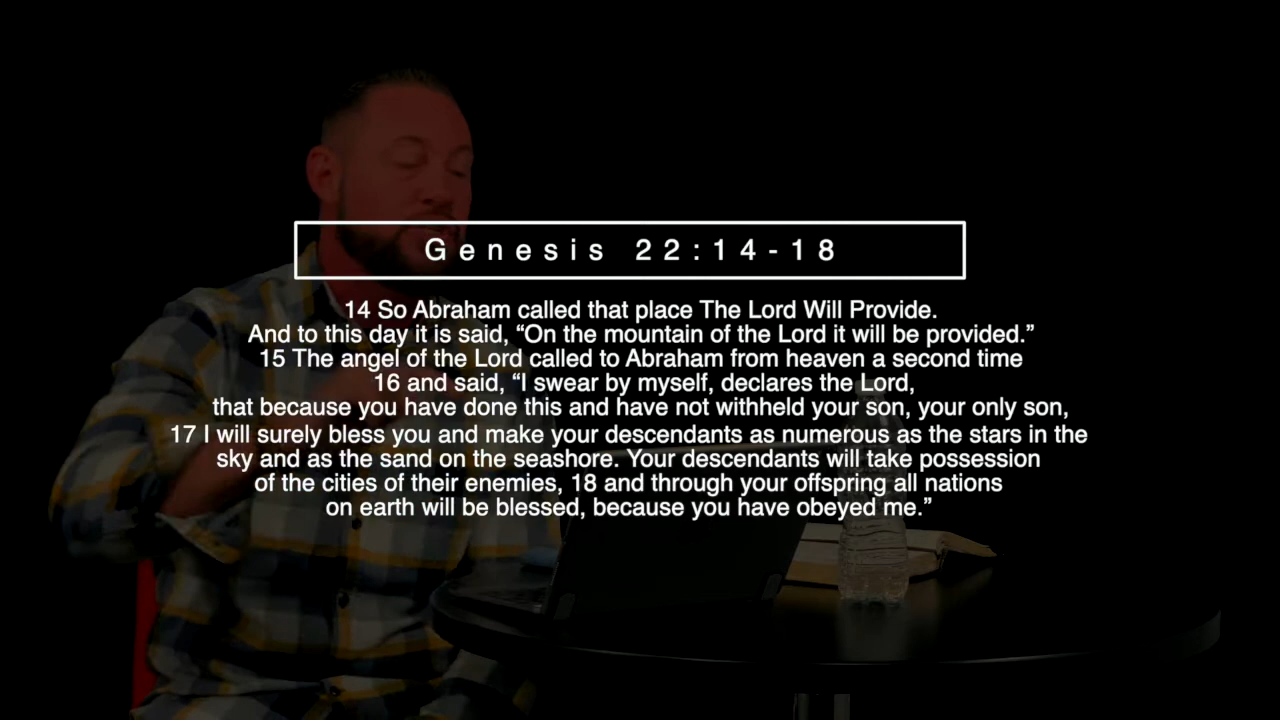 Genesis 22:14-18
14 So Abraham called that place The Lord Will Provide.
And to this day it is said, “On the mountain of the Lord it will be provided.”
15 The angel of the Lord called to Abraham from heaven a second time
16 and said, “I swear by myself, declares the Lord,
that because you have done this and have not withheld your son, your only son,
17 I will surely bless you and make your descendants as numerous as the stars in the
sky and as the sand on the seashore. Your descendants will take possession
of the cities of their enemies, 18 and through your offspring all nations
on earth will be blessed, because you have obeyed me.”